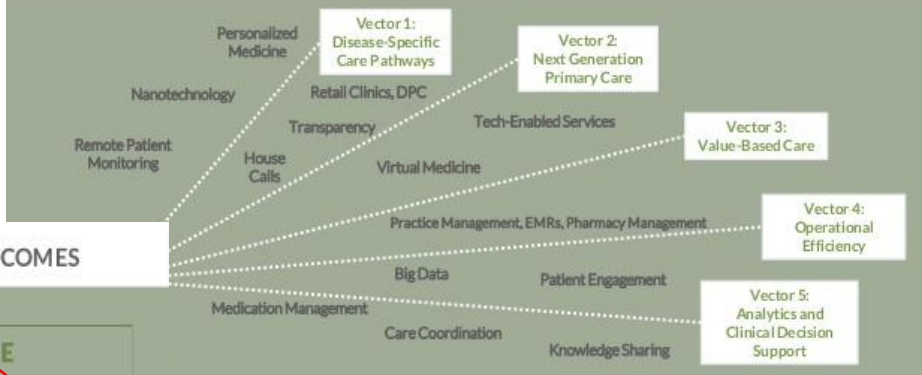 Personalized
Medicine
Vector 1:
Disease-Specific
Care Pathways
Vector 2:
Next Generation
Primary Care
Nanotechnology
Retail Clinics, DPC
Transparency
Tech-Enabled Services
Vector 3:
Value-Based Care
Remote Patient
Monitoring
House
Calls
Virtual Medicine
Practice Management, EMRs, Pharmacy Management
Vector 4:
Operational
Efficiency
COMES
Big Data
Patient Engagement
Medication Management
Vector 5:
Analytics and
Clinical Decision
Support
Care Coordination
Knowledge Sharing
E